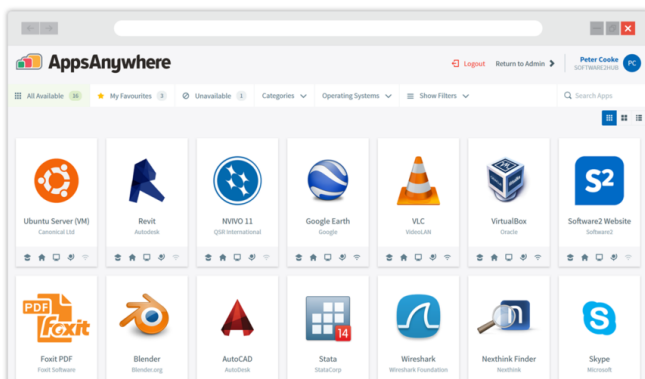 AppsAnywhere
Logout Return to Admin Peter Cooke PC
SOFTWARE2HUB
All Available 16 My Favourites 3 Unavailable 1 Categories Operating Systems Show Filters Search Apps
S2
Ubuntu Server (VM) Revit NVIVO 11 Google Earth VLC VirtualBox Software2 Website
Canonical Ltd Autodesk QSR International Google VideoLAN Oracle Software2
PDF Foxit 14 n S
Foxit PDF Blender AutoCAD Stata Wireshark Nexthink Finder Skype
Foxit Software Blender.org AutoDesk StataCorp Wireshark Foundation Nexthink Microsoft